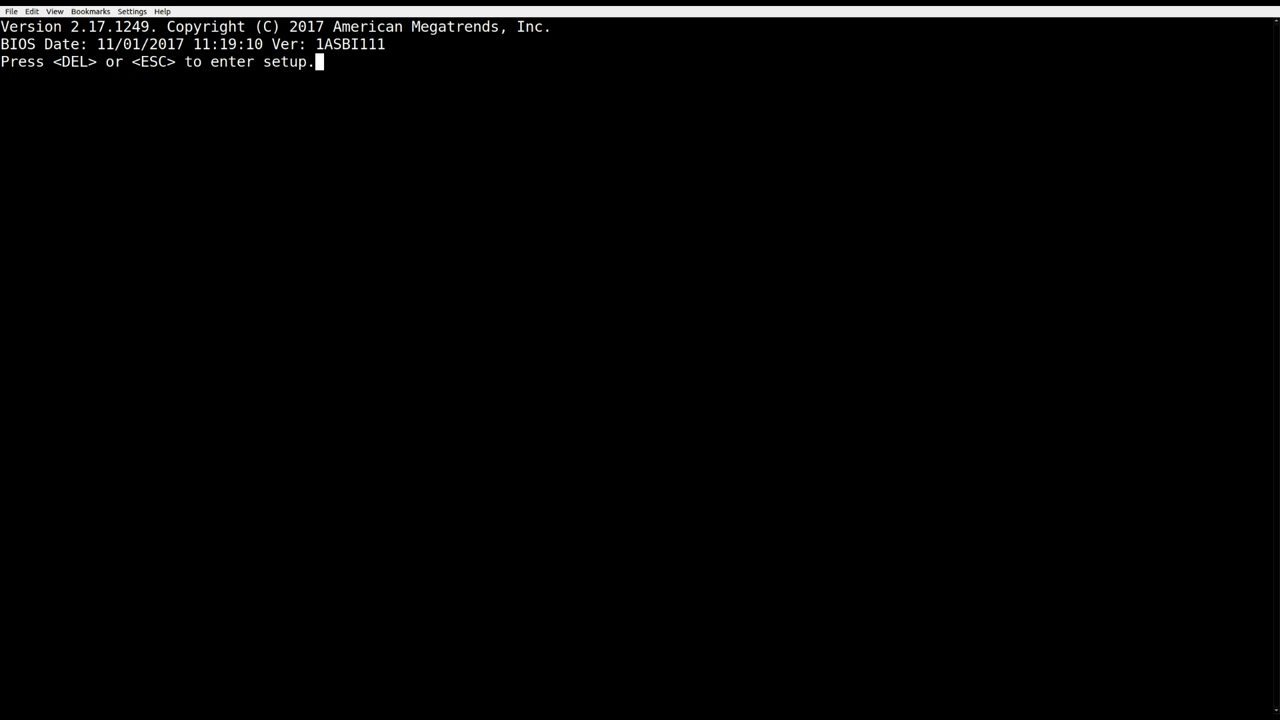 File Edit View Bookmarks Settings Help
Version 2.17.1249. Copyright (C) 2017 American Megatrends, Inc.
BIOS Date: 11/01/2017 11:19:10 Ver: 1ASBI111
Press <DEL> or <ESC> to enter setup.